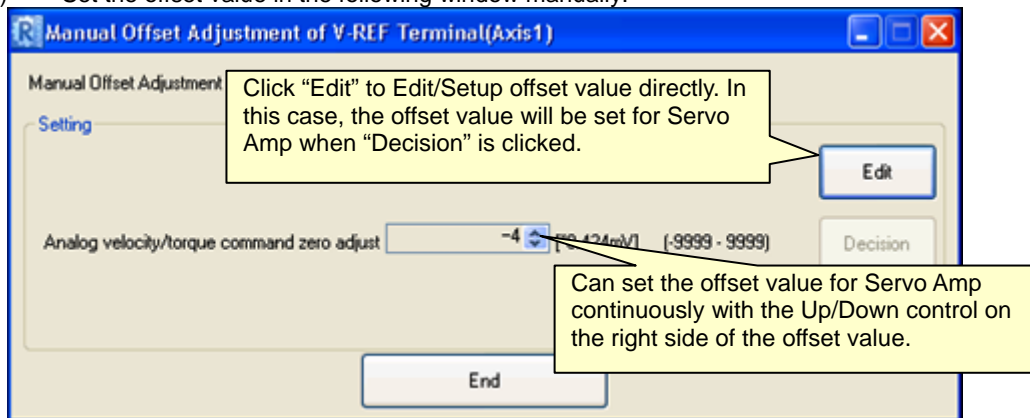 Set the offset value in the following window manually.
Manual Offset Adjustment of V-REF Terminal(Axis1)
Manual Offset Adjustment
Click “Edit” to Edit/Setup offset value directly. In
this case, the offset value will be set for Servo
Amp when “Decision” is clicked.
Setting
Edit
Analog velocity/torque command zero adjust -4 (-9999 - 9999)
Decision
Can set the offset value for Servo Amp
continuously with the Up/Down control on
the right side of the offset value.
End